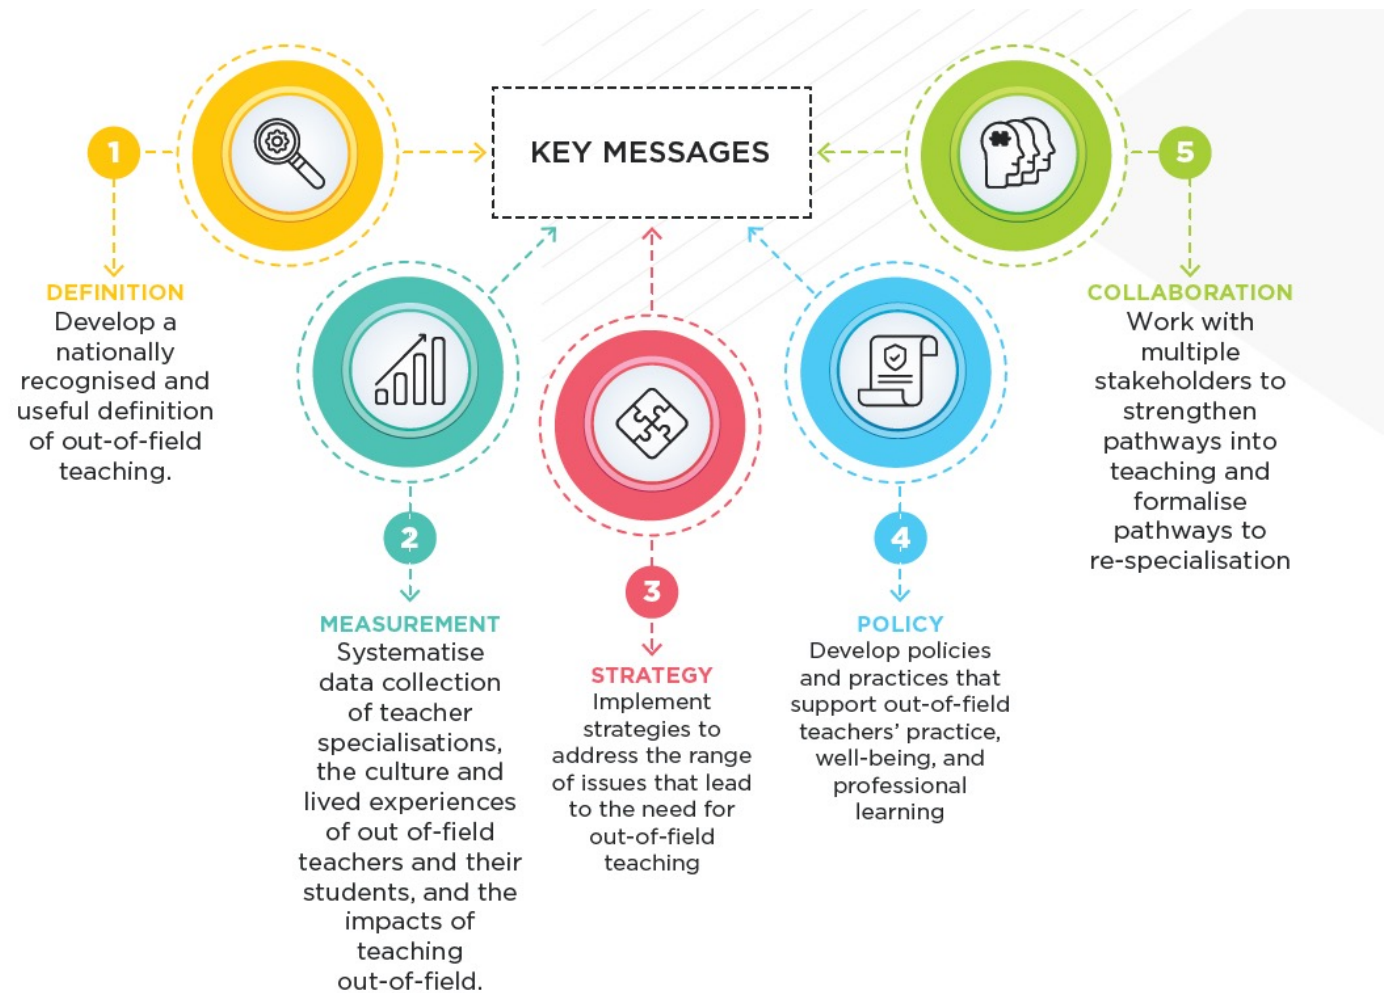 KEY MESSAGES
1
DEFINITION
Develop a
nationally
recognised and
useful definition
of out-of-field
teaching.
2
MEASUREMENT
Systematise
data collection
of teacher
specialisations,
the culture and
lived experiences
of out of-field
teachers and their
students, and the
impacts of
teaching
out-of-field.
3
STRATEGY
Implement
strategies to
address the range
of issues that lead
to the need for
out-of-field
teaching
4
POLICY
Develop policies
and practices that
support out-of-field
teachers’ practice,
well-being, and
professional
learning
5
COLLABORATION
Work with
multiple
stakeholders to
strengthen
pathways into
teaching and
formalise
pathways to
re-specialisation